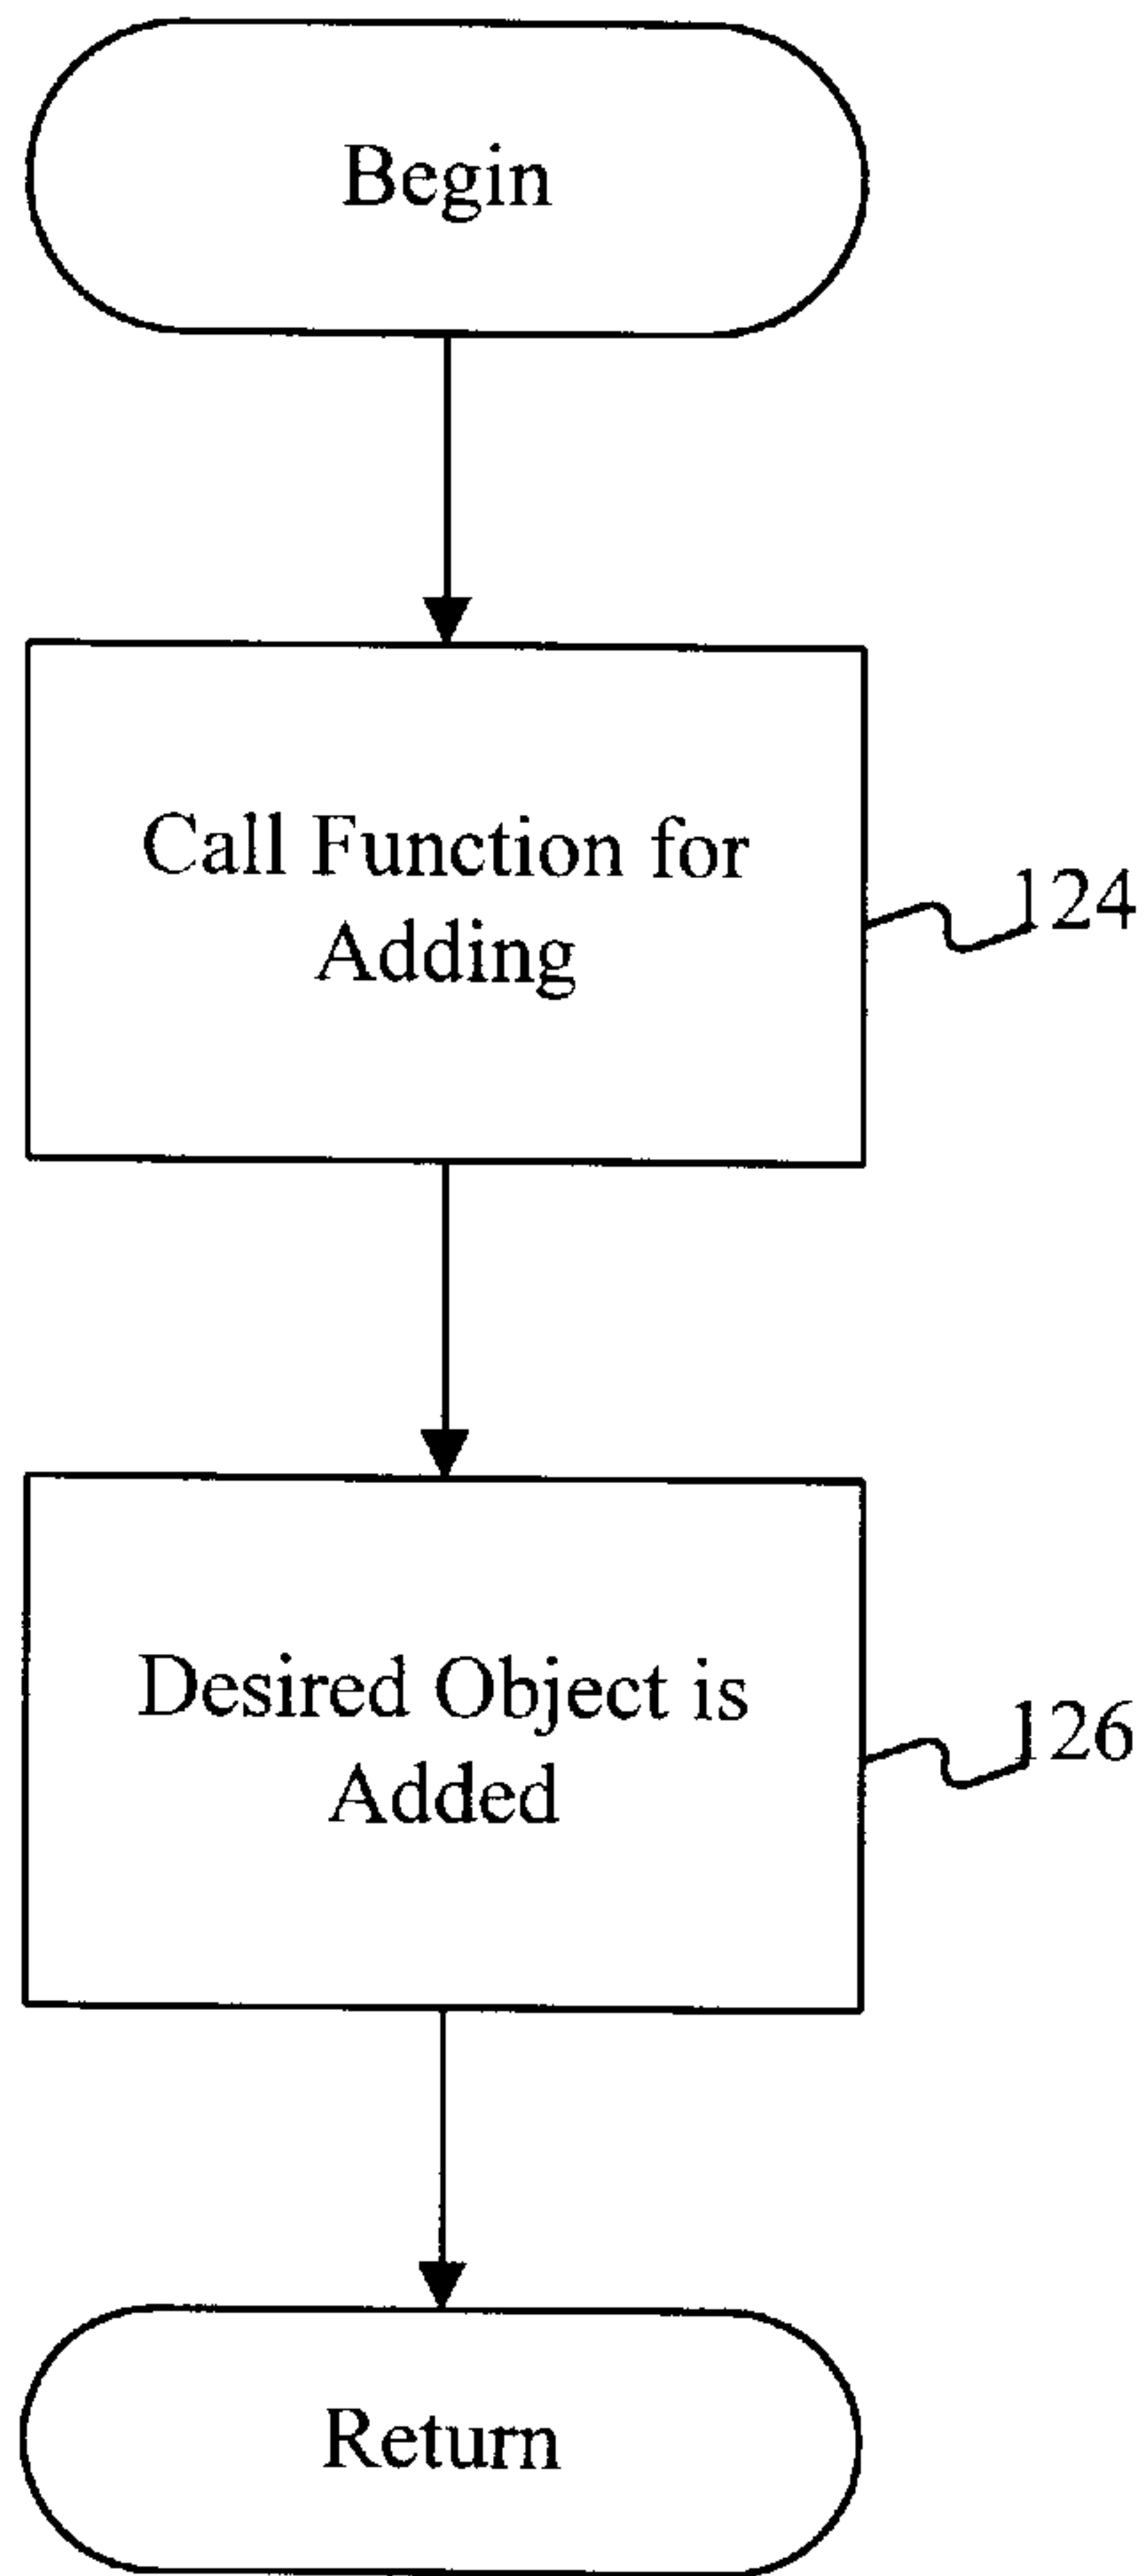 Begin
Call Function for
Adding
124
Desired Object is
Added
126
Return